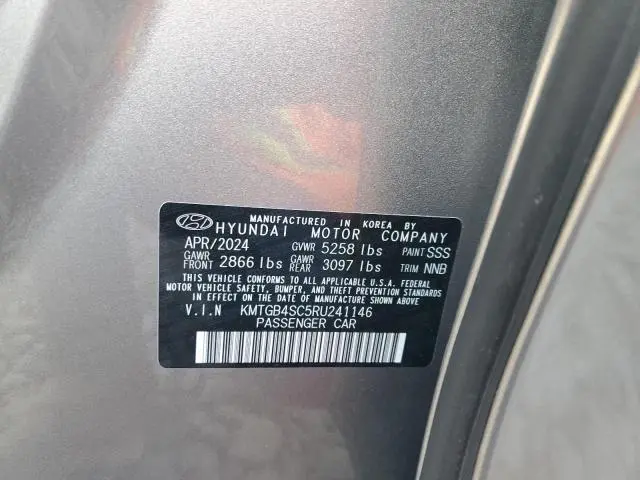 MANUFACTURED IN KOREA BY
HYUNDAI MOTOR COMPANY
APR/2024 GVWR 5258 lbs PAINT SSS
GAWR FRONT 2866 lbs GAWR REAR 3097 lbs TRIM NNB
THIS VEHICLE CONFORMS TO ALL APPLICABLE U.S.A. FEDERAL
MOTOR VEHICLE SAFETY, BUMPER, AND THEFT PREVENTION STANDARDS
IN EFFECT ON THE DATE OF MANUFACTURE SHOWN ABOVE.
V.I.N KMTGB4SC5RU241146
PASSENGER CAR